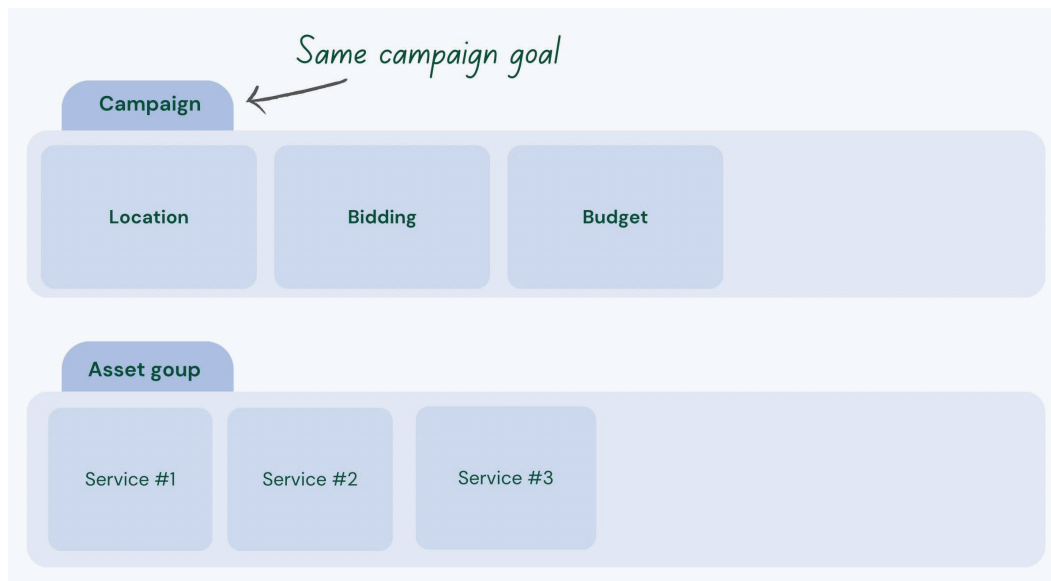 Same campaign goal
Campaign
Location Bidding Budget
Asset goup
Service #1 Service #2 Service #3